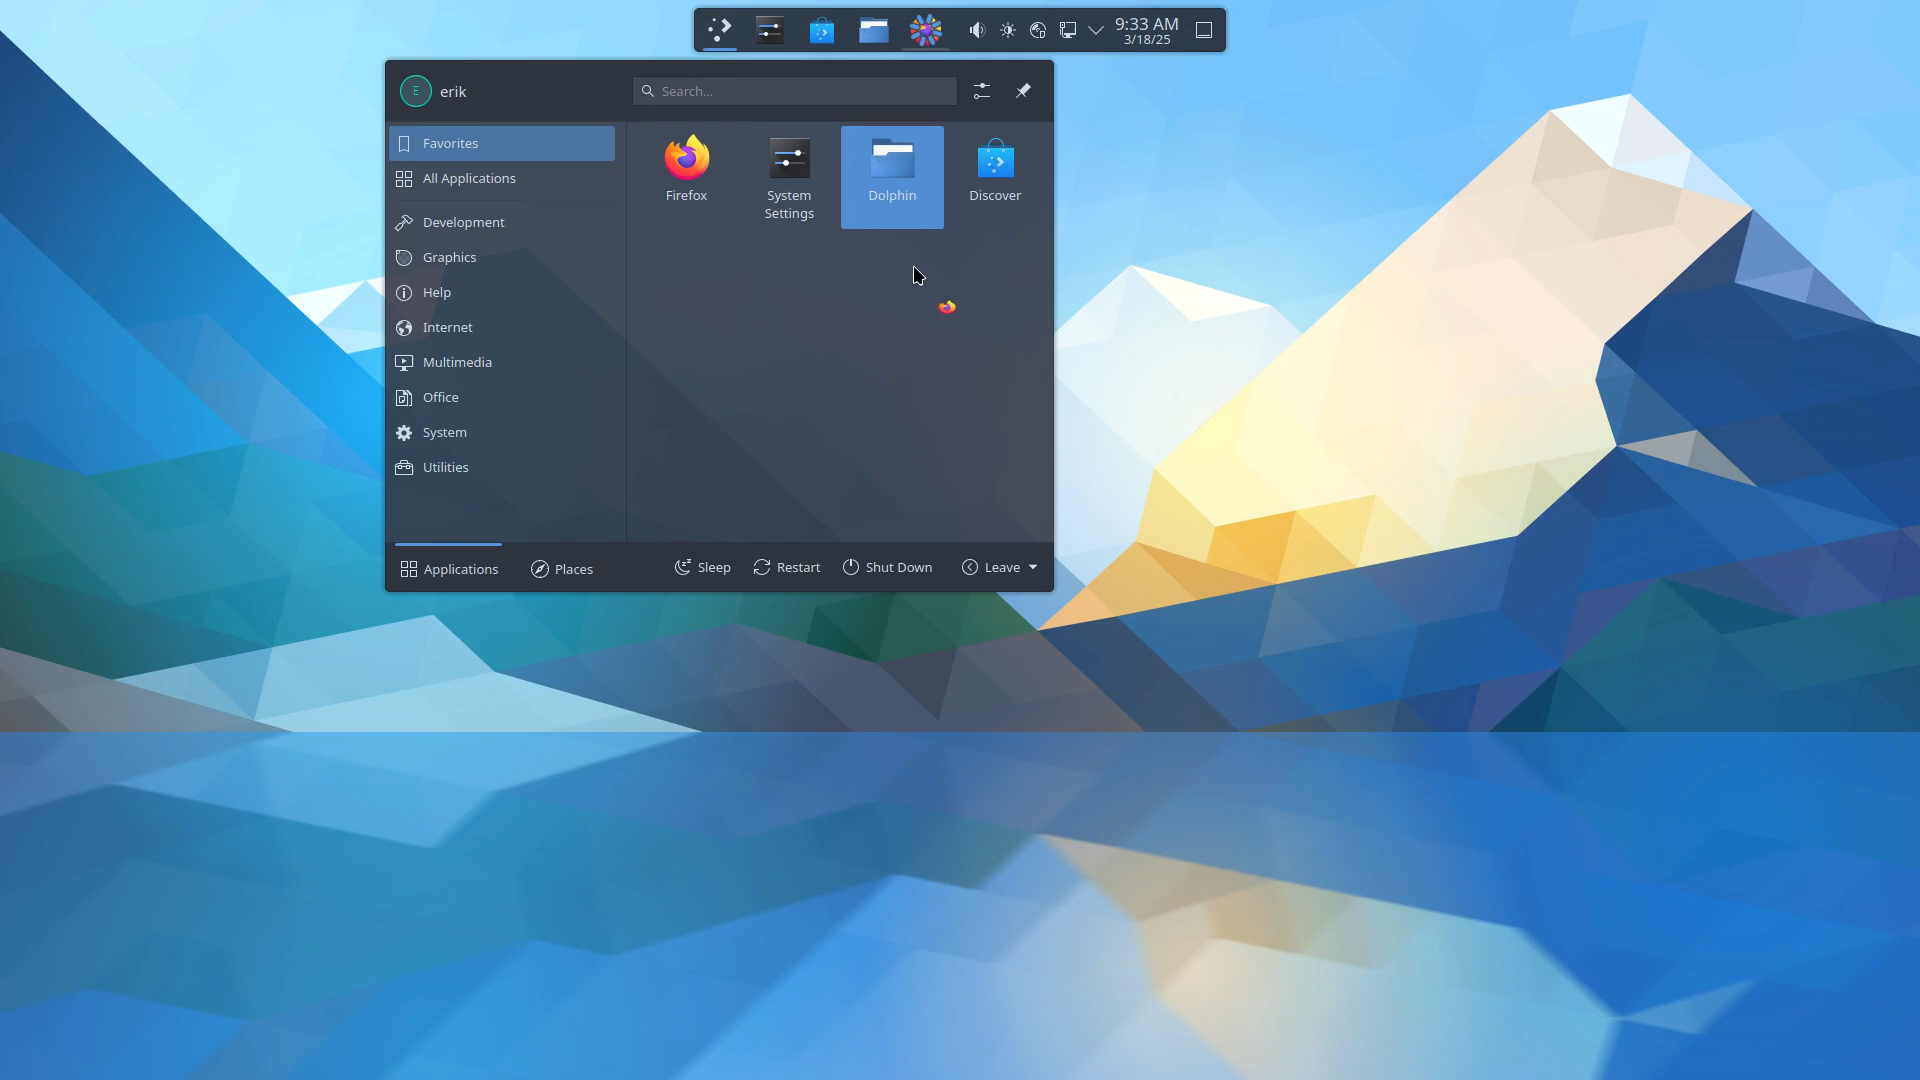 9:33 AM
3/18/25
E
erik
Search...
Favorites
All Applications
Development
Graphics
Help
Internet
Multimedia
Office
System
Utilities
Firefox
System
Settings
Dolphin
Discover
Applications
Places
Sleep
Restart
Shut Down
Leave